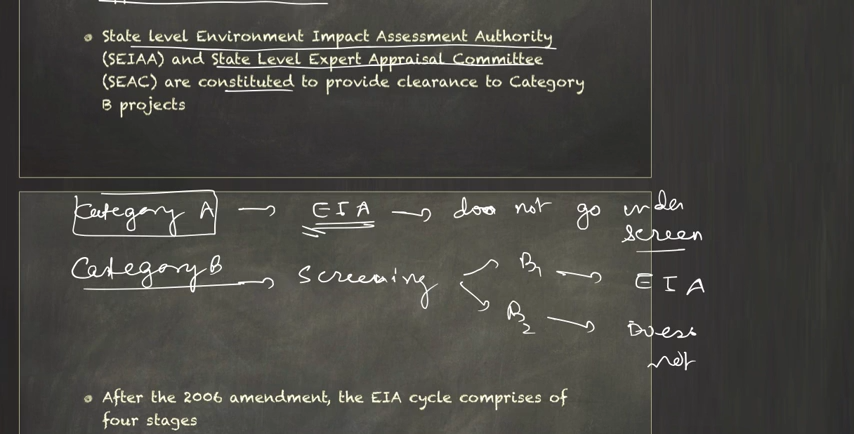 • State level Environment Impact Assessment Authority
(SEIAA) and State Level Expert Appraisal Committee
(SEAC) are constituted to provide clearance to Category
B projects
Category A → EIA → doo not go under
screen
Category B → Screening B1 → EIA
B2 → Does
not
• After the 2006 amendment, the EIA cycle comprises of
four stages